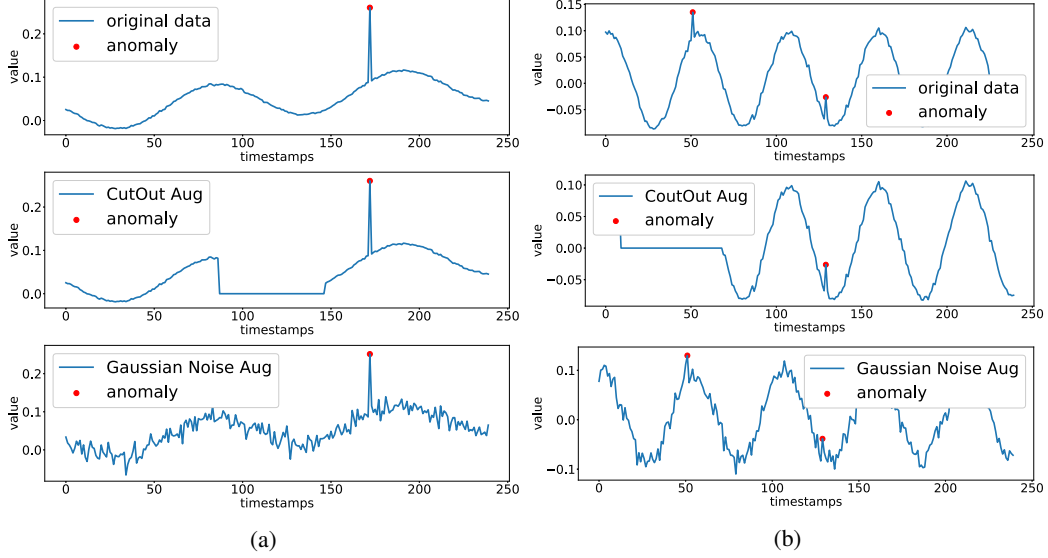 original data
anomaly
0.2
0.1
0.0
value
0 50 100 150 200 250
timestamps
CutOut Aug
anomaly
0.2
0.1
0.0
value
0 50 100 150 200 250
timestamps
Gaussian Noise Aug
anomaly
0.2
0.1
0.0
value
0 50 100 150 200 250
timestamps
(a)
0.15
0.10
0.05
0.00
−0.05
value
original data
anomaly
0 50 100 150 200 250
timestamps
CoutOut Aug
anomaly
0.10
0.05
0.00
−0.05
value
0 50 100 150 200 250
timestamps
Gaussian Noise Aug
anomaly
0.1
0.0
−0.1
value
0 50 100 150 200 250
timestamps
(b)